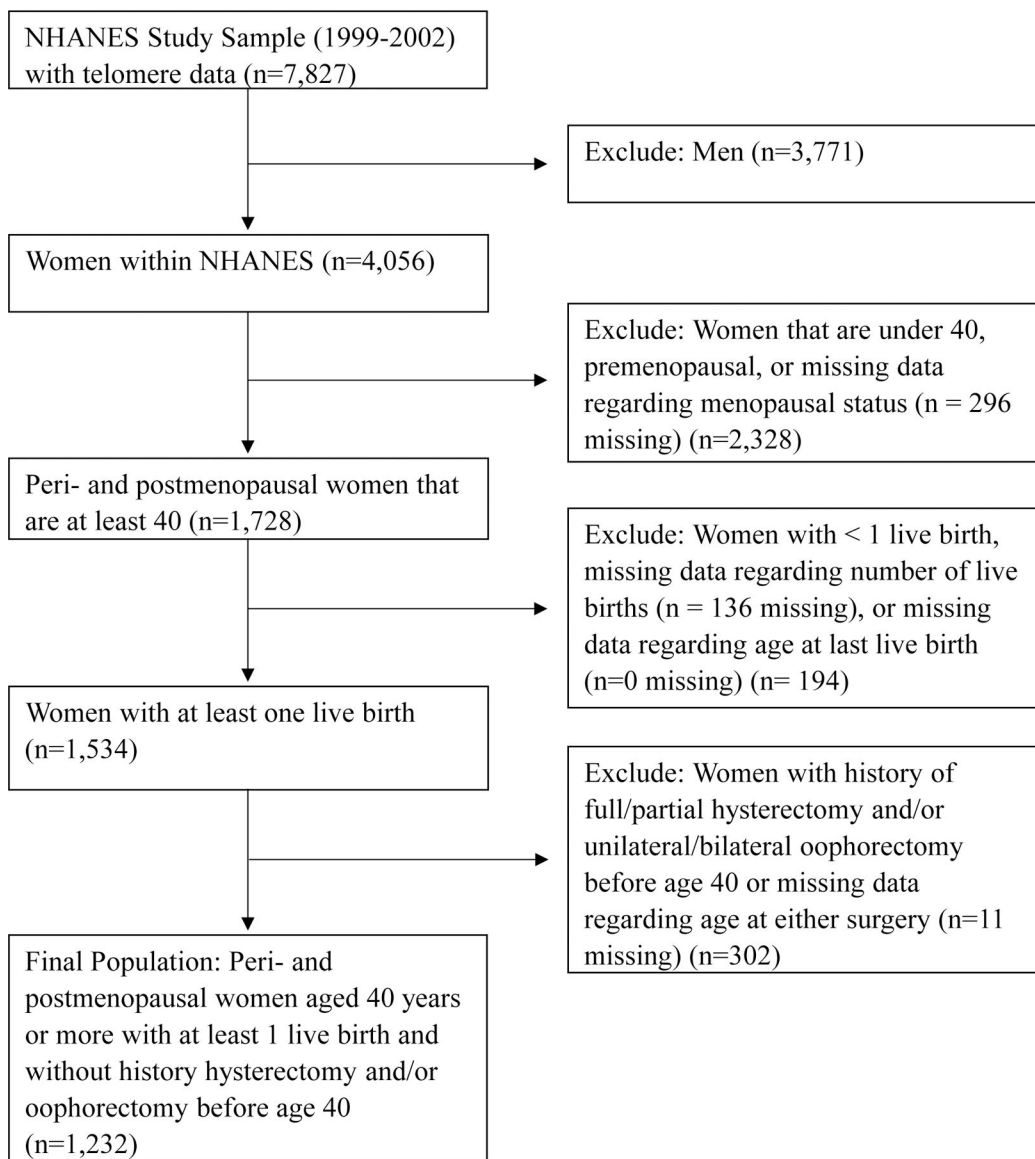 NHANES Study Sample (1999-2002)
with telomere data (n=7,827)
Exclude: Men (n=3,771)
Women within NHANES (n=4,056)
Exclude: Women that are under 40,
premenopausal, or missing data
regarding menopausal status (n = 296
missing) (n=2,328)
Peri- and postmenopausal women that
are at least 40 (n=1,728)
Exclude: Women with < 1 live birth,
missing data regarding number of live
births (n = 136 missing), or missing
data regarding age at last live birth
(n=0 missing) (n= 194)
Women with at least one live birth
(n=1,534)
Exclude: Women with history of
full/partial hysterectomy and/or
unilateral/bilateral oophorectomy
before age 40 or missing data
regarding age at either surgery (n=11
missing) (n=302)
Final Population: Peri- and
postmenopausal women aged 40 years
or more with at least 1 live birth and
without history hysterectomy and/or
oophorectomy before age 40
(n=1,232)